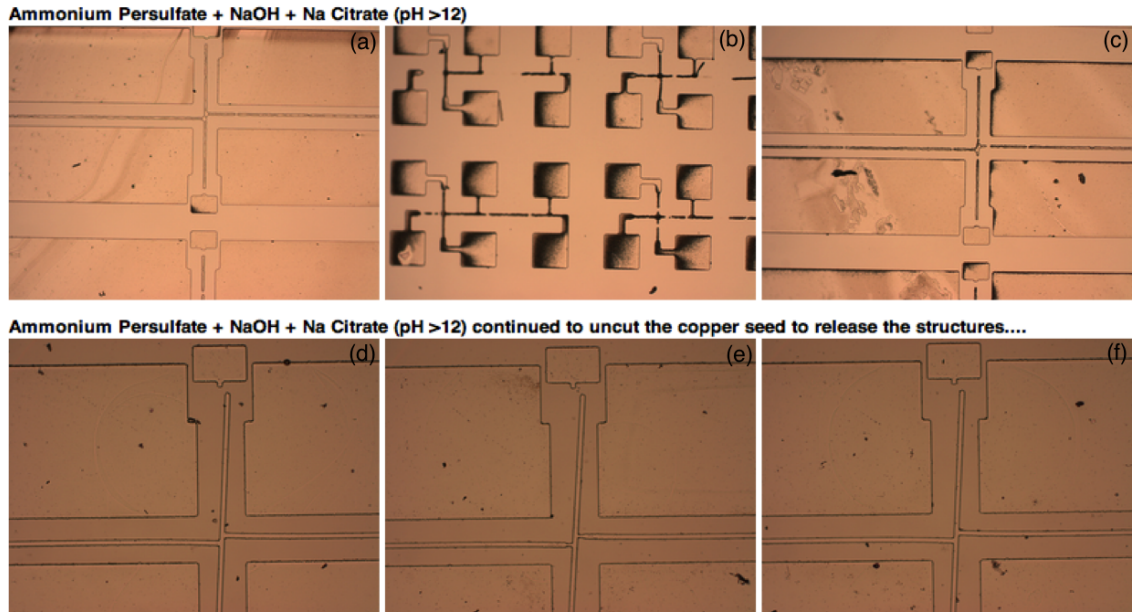 Ammonium Persulfate + NaOH + Na Citrate (pH >12)
(a)
(b)
(c)
Ammonium Persulfate + NaOH + Na Citrate (pH >12) continued to uncut the copper seed to release the structures....
(d)
(e)
(f)